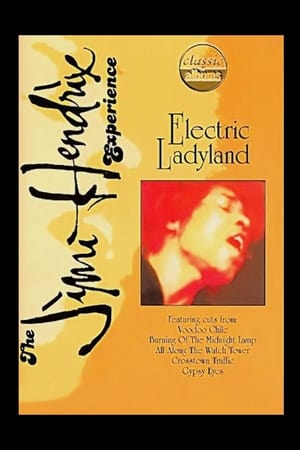 classic
albums
The Jimi Hendrix
Experience
Electric
Ladyland
Featuring cuts from:
Voodoo Chile
Burning Of The Midnight Lamp
All Along The Watch Tower
Crosstown Traffic
Gypsy Eyes